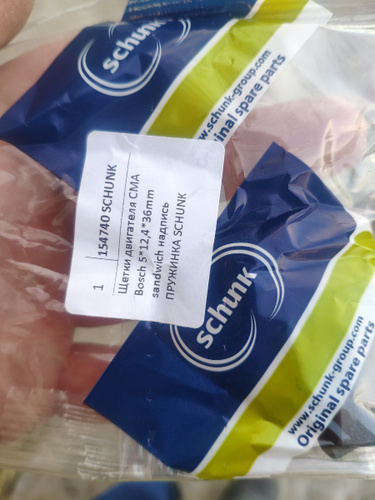 schunk
www.schunk-group.com
inal spare parts
1 | 154740 SCHUNK
Щетки двигателя СМА
Bosch 5*12,4*36mm
sandwich надпись
ПРУЖИНКА SCHUNK
schunk
www.schunk-group.com
Original spare parts